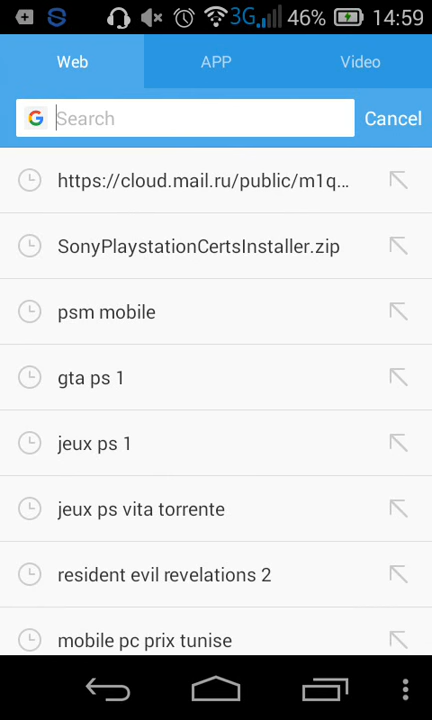 3G 46% 14:59
Web APP Video
Search Cancel
https://cloud.mail.ru/public/m1q...
SonyPlaystationCertsInstaller.zip
psm mobile
gta ps 1
jeux ps 1
jeux ps vita torrente
resident evil revelations 2
mobile pc prix tunise